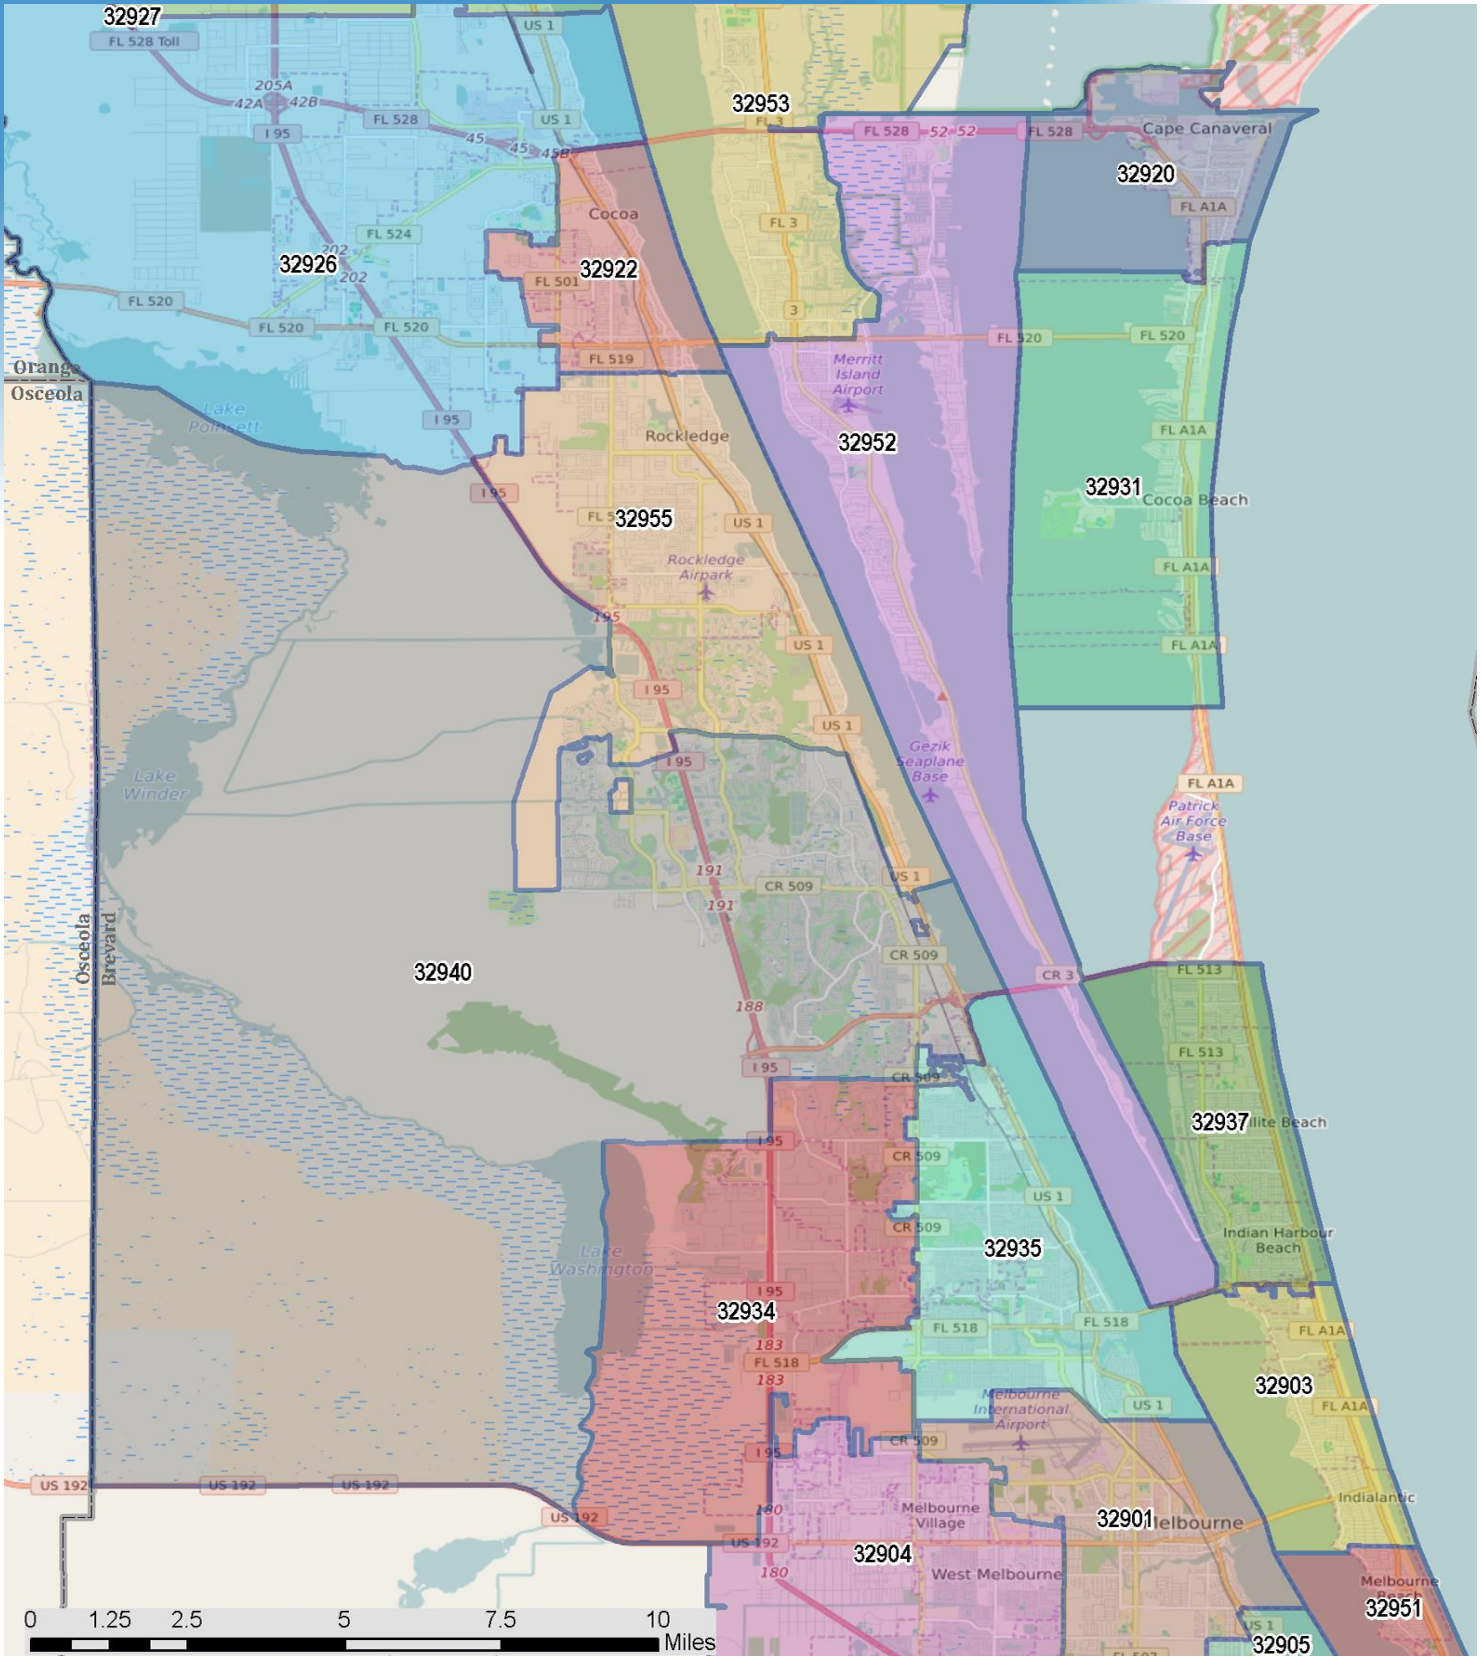 32927
FL 528 Toll
US 1
205A
42A
42B
I 95
FL 528
45
45
45B
US 1
32953
FL 3
FL 528
52
52
FL 528
Cape Canaveral
32920
FL A1A
Cocoa
FL 3
FL 524
202
32926
202
FL 501
32922
FL 520
FL 520
FL 520
3
FL 519
FL 520
FL 520
Orange
Osceola
Merritt
Island
Airport
Lake
Poinsett
I 95
Rockledge
32952
FL A1A
I 95
32931
Cocoa Beach
FL 5
32955
US 1
Rockledge
Airpark
FL A1A
195
US 1
FL A1A
I 95
US 1
Gezik
Seaplane
Base
I 95
Lake
Winder
FL A1A
Patrick
Air Force
Base
191
CR 509
US 1
191
Osceola
Brevard
CR 509
32940
CR 3
FL 513
188
FL 513
I 95
CR 509
32937
llite Beach
I 95
CR 509
US 1
CR 509
Indian Harbour
Beach
32935
Lake
Washington
I 95
32934
FL 518
FL 518
FL A1A
183
FL 518
183
32903
Melbourne
International
Airport
US 1
FL A1A
CR 509
I 95
US 192
US 192
US 192
Indialantic
180
Melbourne
Village
US 192
32901
elbourne
US 192
32904
180
West Melbourne
Melbourne
Beach
32951
0
1.25
2.5
5
7.5
10
Miles
US 1
32905